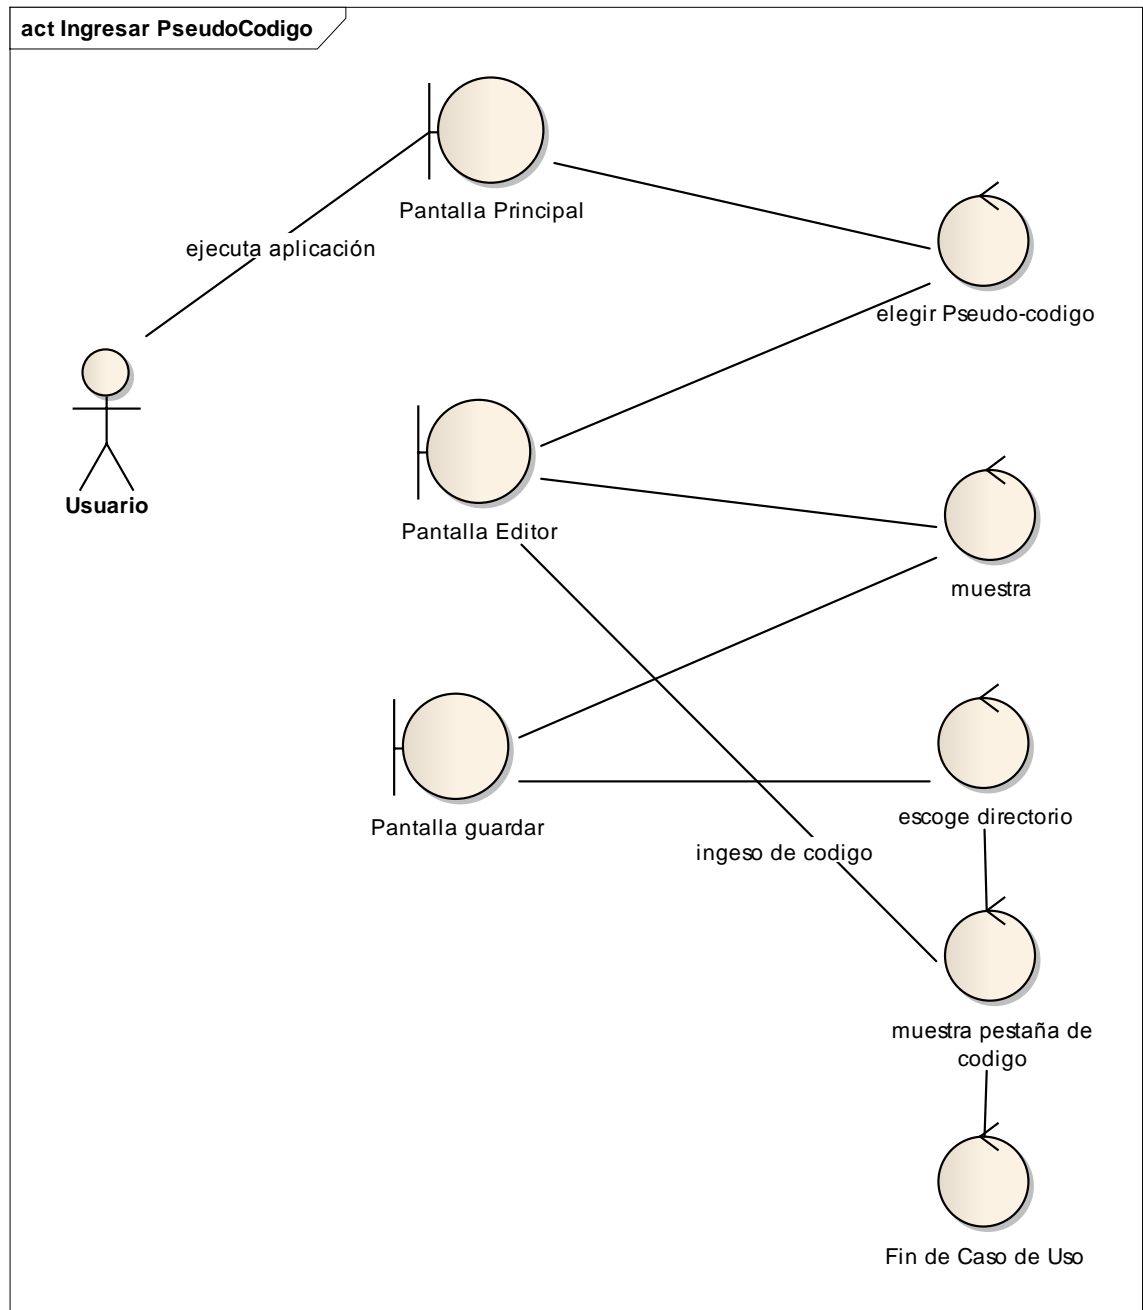 act Ingresar PseudoCodigo
Pantalla Principal
ejecuta aplicación
elegir Pseudo-codigo
Usuario
Pantalla Editor
muestra
Pantalla guardar
escoge directorio
ingeso de codigo
muestra pestaña de
codigo
Fin de Caso de Uso